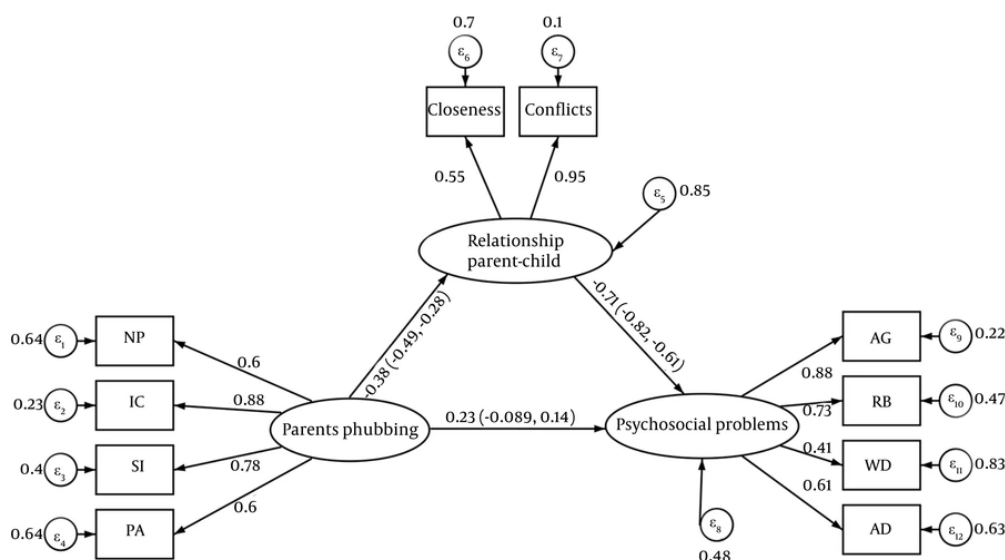 0.7
0.1
ε6
ε7
Closeness
Conflicts
0.55
0.95
ε5
0.85
Relationship
parent-child
-0.38 (-0.49, -0.28)
-0.71 (-0.82, -0.61)
0.64
ε1
NP
0.6
0.23
ε2
IC
0.88
0.4
ε3
SI
0.78
0.64
ε4
PA
0.6
Parents phubbing
0.23 (-0.089, 0.14)
Psychosocial problems
ε8
0.48
AG
ε9
0.22
0.88
RB
ε10
0.47
0.73
WD
ε11
0.83
0.41
AD
ε12
0.63
0.61